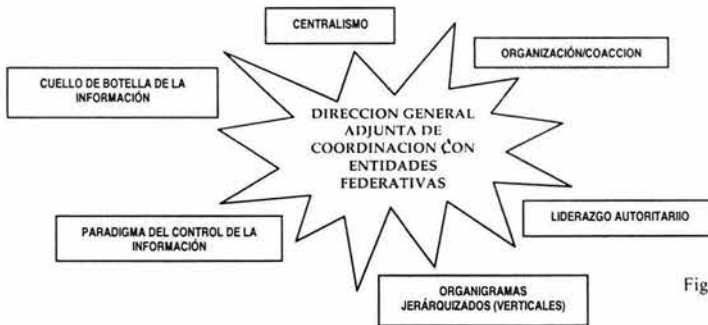 CENTRALISMO
ORGANIZACIÓN/COACCION
CUELLO DE BOTELLA DE LA
INFORMACIÓN
DIRECCION GENERAL
ADJUNTA DE
COORDINACION CON
ENTIDADES
FEDERATIVAS
LIDERAZGO AUTORITARIIO
PARADIGMA DEL CONTROL DE LA
INFORMACIÓN
ORGANIGRAMAS
JERÁRQUIZADOS (VERTICALES)
Fig